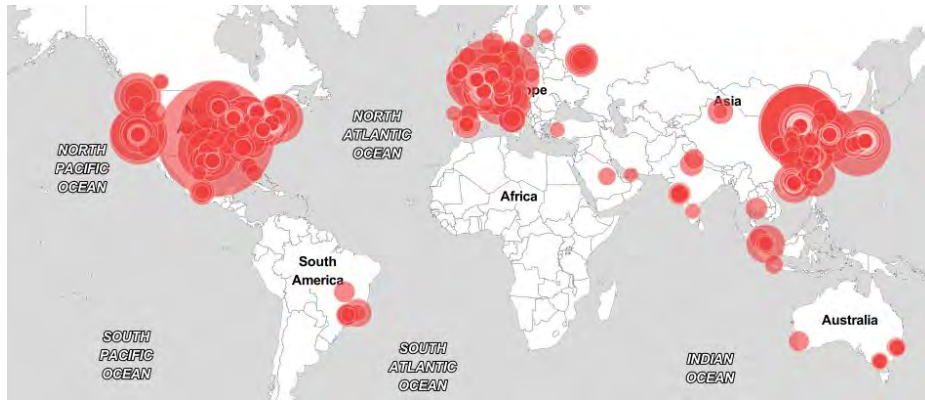 NORTH
PACIFIC
OCEAN
NORTH
ATLANTIC
OCEAN
Asia
Africa
South
America
Australia
SOUTH
PACIFIC
OCEAN
SOUTH
ATLANTIC
OCEAN
INDIAN
OCEAN